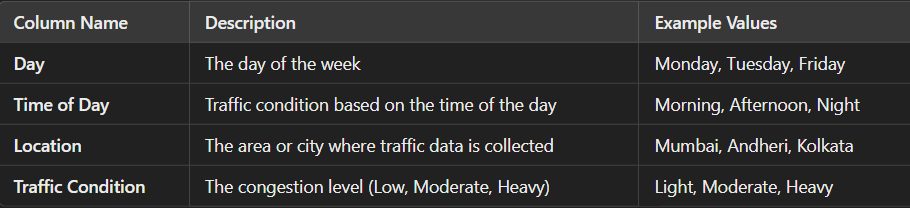 Column Name Description Example Values
Day The day of the week Monday, Tuesday, Friday
Time of Day Traffic condition based on the time of the day Morning, Afternoon, Night
Location The area or city where traffic data is collected Mumbai, Andheri, Kolkata
Traffic Condition The congestion level (Low, Moderate, Heavy) Light, Moderate, Heavy